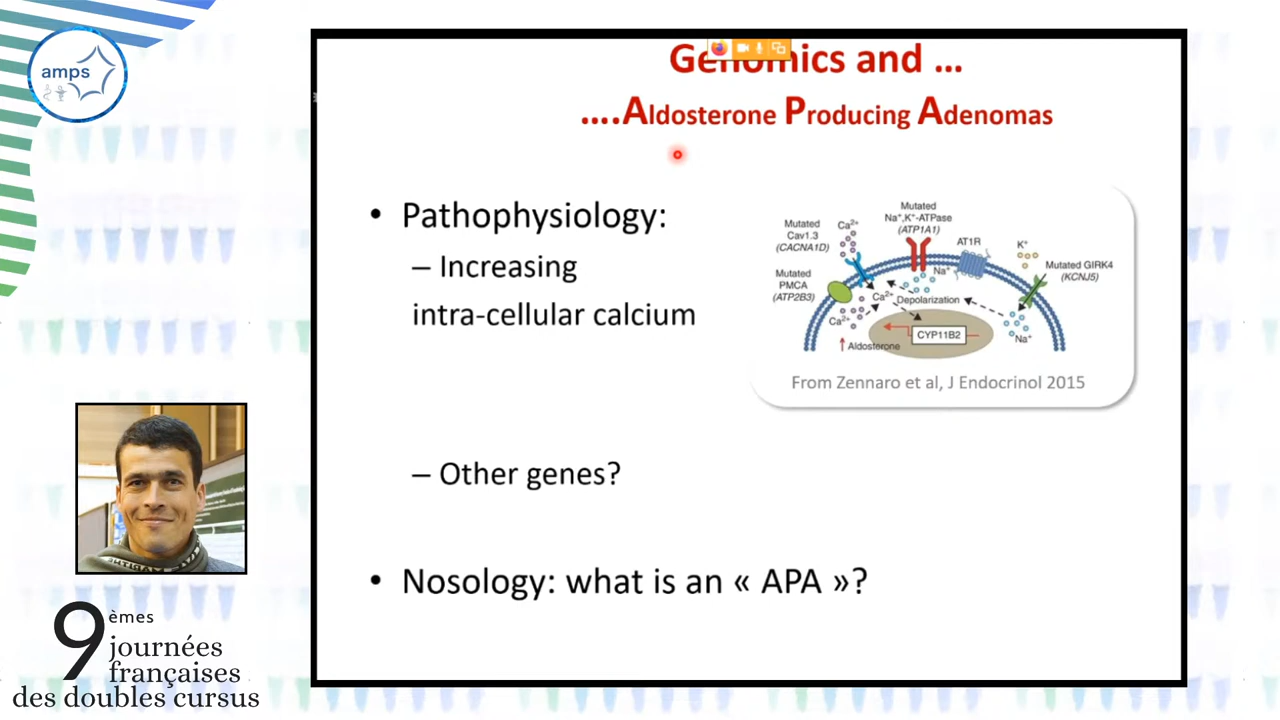 amps
Genomics and ...
....Aldosterone Producing Adenomas
• Pathophysiology:
– Increasing
intra-cellular calcium
Mutated
Cav1.3
(CACNA1D)
Ca²⁺
Mutated
Na⁺,K⁺-ATPase
(ATP1A1)
AT1R
K⁺
Mutated GIRK4
(KCNJ5)
Mutated
PMCA
(ATP2B3)
Na⁺
Ca²⁺
Depolarization
Ca²⁺
CYP11B2
Na⁺
↑ Aldosterone
From Zennaro et al, J Endocrinol 2015
– Other genes?
• Nosology: what is an « APA »?
9èmes
journées
françaises
des doubles cursus